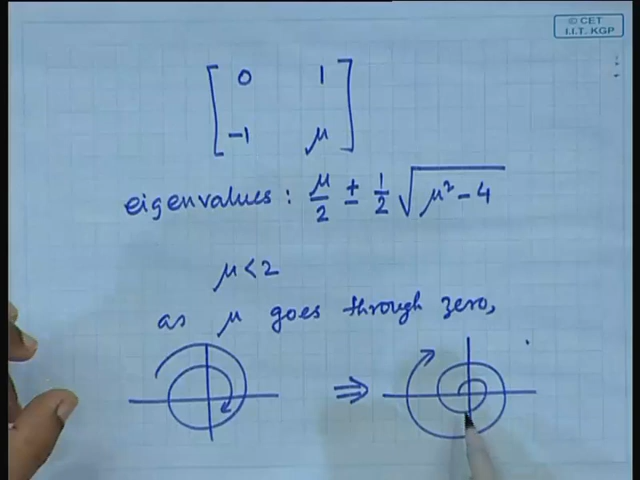 © CET
I.I.T. KGP
0 1
-1 μ
eigenvalues : μ/2 ± 1/2 √(μ² - 4)
μ < 2
as μ goes through zero,
⇒